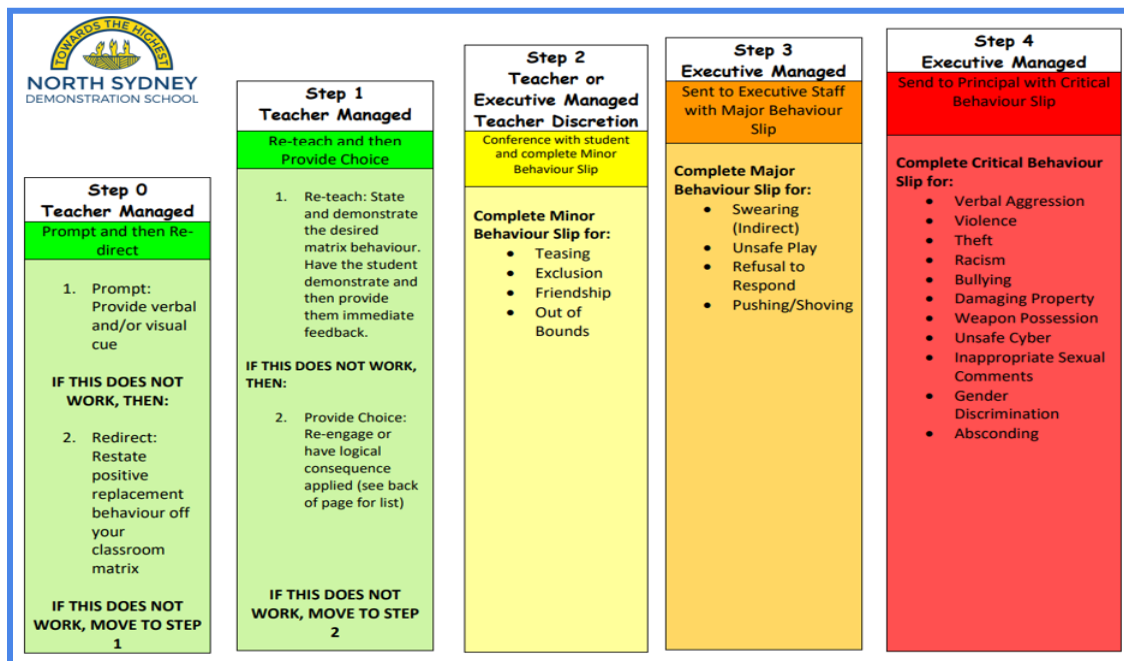 TOWARDS THE HIGHEST
NORTH SYDNEY
DEMONSTRATION SCHOOL
Step 0
Teacher Managed
Prompt and then Re-
direct
1. Prompt:
Provide verbal
and/or visual
cue
IF THIS DOES NOT
WORK, THEN:
2. Redirect:
Restate
positive
replacement
behaviour off
your
classroom
matrix
IF THIS DOES NOT
WORK, MOVE TO STEP
1
Step 1
Teacher Managed
Re-teach and then
Provide Choice
1. Re-teach: State
and demonstrate
the desired
matrix behaviour.
Have the student
demonstrate and
then provide
them immediate
feedback.
IF THIS DOES NOT WORK,
THEN:
2. Provide Choice:
Re-engage or
have logical
consequence
applied (see back
of page for list)
IF THIS DOES NOT
WORK, MOVE TO STEP
2
Step 2
Teacher or
Executive Managed
Teacher Discretion
Conference with student
and complete Minor
Behaviour Slip
Complete Minor
Behaviour Slip for:
• Teasing
• Exclusion
• Friendship
• Out of
Bounds
Step 3
Executive Managed
Sent to Executive Staff
with Major Behaviour
Slip
Complete Major
Behaviour Slip for:
• Swearing
(Indirect)
• Unsafe Play
• Refusal to
Respond
• Pushing/Shoving
Step 4
Executive Managed
Send to Principal with Critical
Behaviour Slip
Complete Critical Behaviour
Slip for:
• Verbal Aggression
• Violence
• Theft
• Racism
• Bullying
• Damaging Property
• Weapon Possession
• Unsafe Cyber
• Inappropriate Sexual
Comments
• Gender
Discrimination
• Absconding